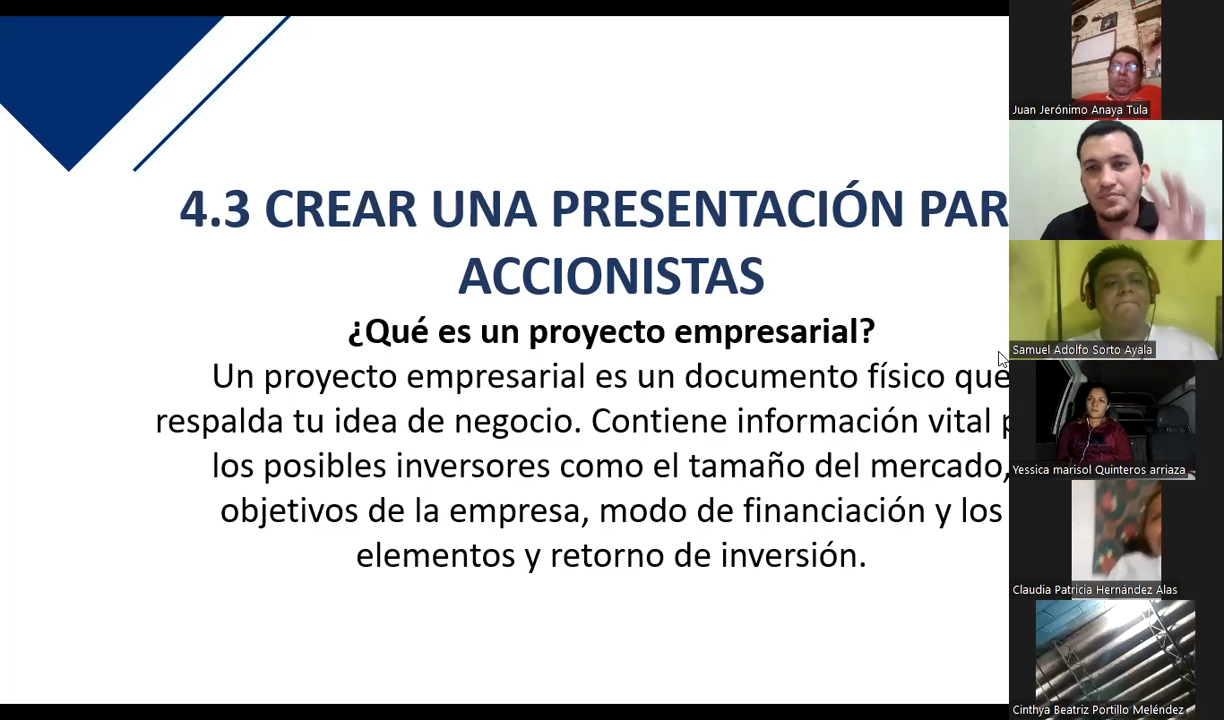 4.3 CREAR UNA PRESENTACIÓN PAR
ACCIONISTAS
¿Qué es un proyecto empresarial?
Un proyecto empresarial es un documento físico que
respalda tu idea de negocio. Contiene información vital p
los posibles inversores como el tamaño del mercado,
objetivos de la empresa, modo de financiación y los
elementos y retorno de inversión.
Juan Jerónimo Anaya Tula
Samuel Adolfo Sorto Ayala
Yessica marisol Quinteros arriaza
Claudia Patricia Hernández Alas
Cinthya Beatriz Portillo Meléndez